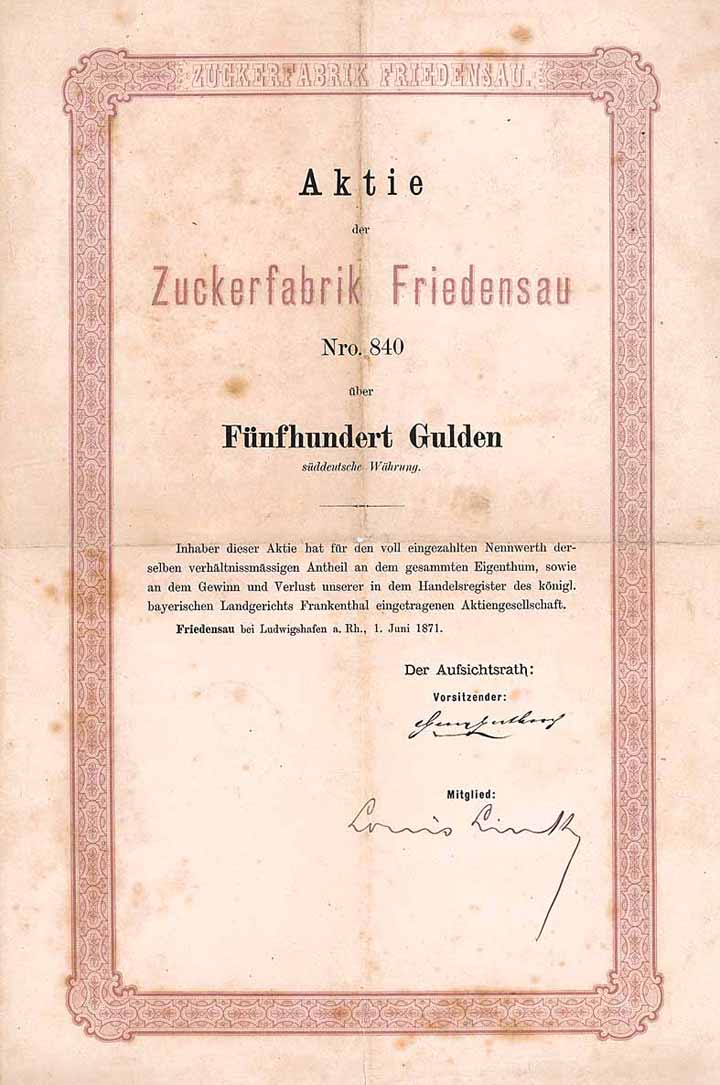 ZUCKERFABRIK FRIEDENSAU.
Aktie
der
Zuckerfabrik Friedensau
Nro. 840
über
Fünfhundert Gulden
süddeutsche Währung.
Inhaber dieser Aktie hat für den voll eingezahlten Nennwerth der-
selben verhältnissmässigen Antheil an dem gesammten Eigenthum, sowie
an dem Gewinn und Verlust unserer in dem Handelsregister des königl.
bayerischen Landgerichts Frankenthal eingetragenen Aktiengesellschaft.
Friedensau bei Ludwigshafen a. Rh., 1. Juni 1871.
Der Aufsichtsrath:
Vorsitzender:
Mitglied:
Louis